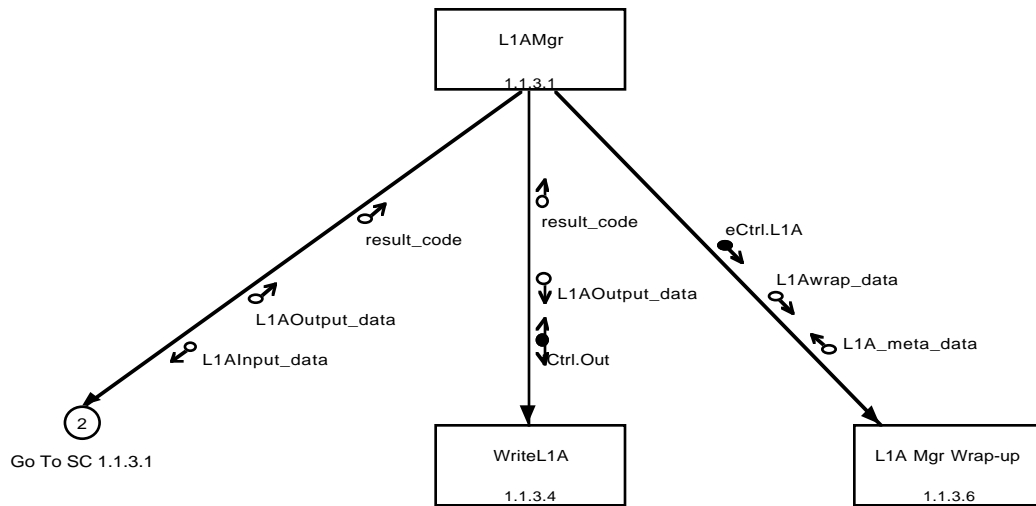 L1AMgr
1.1.3.1
result_code
result_code
eCtrl.L1A
L1AOutput_data
L1AOutput_data
L1Awrap_data
L1AInput_data
Ctrl.Out
L1A_meta_data
2
Go To SC 1.1.3.1
WriteL1A
1.1.3.4
L1A Mgr Wrap-up
1.1.3.6